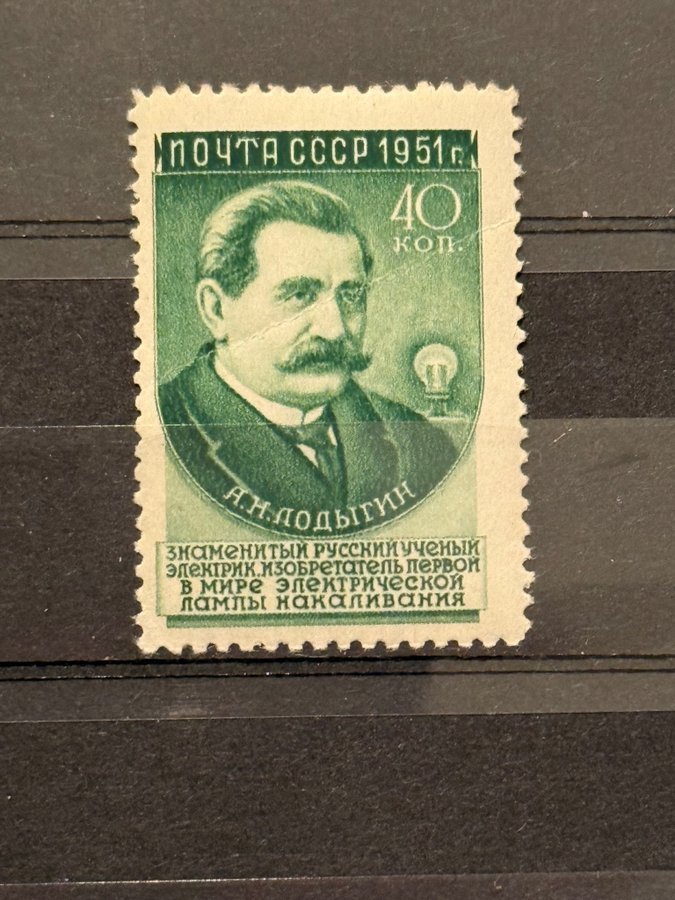 ПОЧТА СССР 1951 г.
40
КОП.
А.Н.ЛОДЫГИН
ЗНАМЕНИТЫЙ РУССКИЙ УЧЕНЫЙ
ЭЛЕКТРИК, ИЗОБРЕТАТЕЛЬ ПЕРВОЙ
В МИРЕ ЭЛЕКТРИЧЕСКОЙ
ЛАМПЫ НАКАЛИВАНИЯ